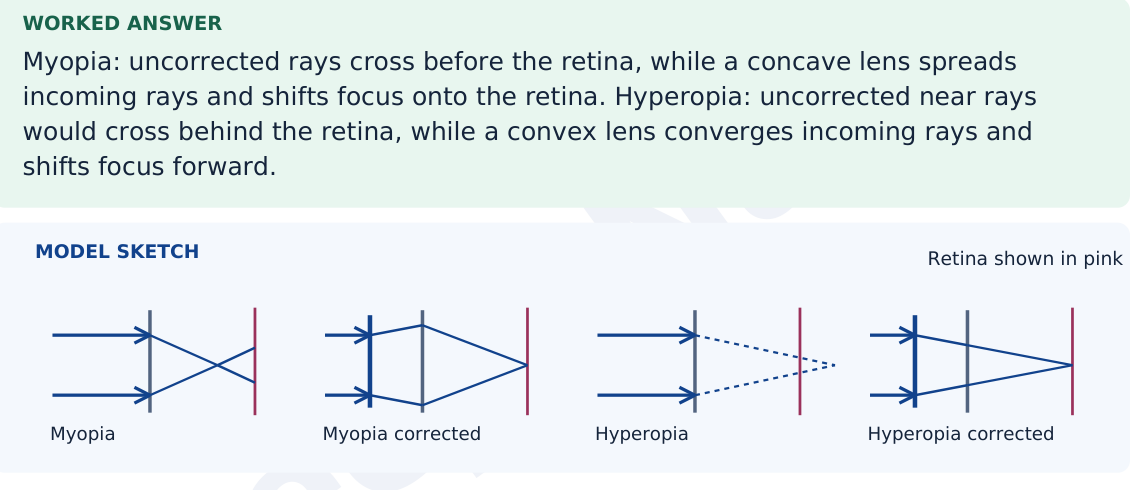 WORKED ANSWER
Myopia: uncorrected rays cross before the retina, while a concave lens spreads
incoming rays and shifts focus onto the retina. Hyperopia: uncorrected near rays
would cross behind the retina, while a convex lens converges incoming rays and
shifts focus forward.
MODEL SKETCH
Retina shown in pink
Myopia
Myopia corrected
Hyperopia
Hyperopia corrected